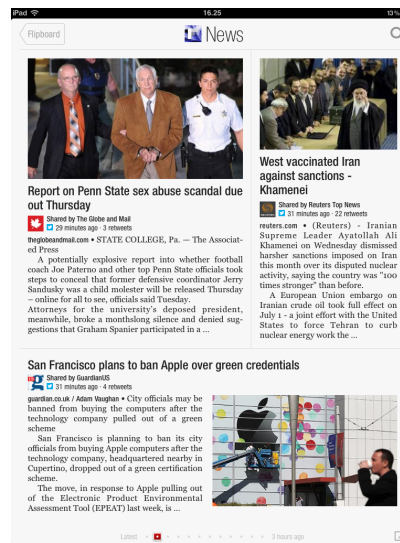 iPad 16.25 13%
Flipboard
News
Report on Penn State sex abuse scandal due
out Thursday
Shared by The Globe and Mail
29 minutes ago · 3 retweets
theglobeandmail.com • STATE COLLEGE, Pa. — The Associat-
ed Press
A potentially explosive report into whether football
coach Joe Paterno and other top Penn State officials took
steps to conceal that former defensive coordinator Jerry
Sandusky was a child molester will be released Thursday
– online for all to see, officials said Tuesday.
Attorneys for the university's deposed president,
meanwhile, broke a monthslong silence and denied sug-
gestions that Graham Spanier participated in a ...
West vaccinated Iran
against sanctions -
Khamenei
Shared by Reuters Top News
31 minutes ago · 22 retweets
reuters.com • (Reuters) - Iranian
Supreme Leader Ayatollah Ali
Khamenei on Wednesday dismissed
harsher sanctions imposed on Iran
this month over its disputed nuclear
activity, saying the country was "100
times stronger" than before.
A European Union embargo on
Iranian crude oil took full effect on
July 1 - a joint effort with the United
States to force Tehran to curb
nuclear energy work the ...
San Francisco plans to ban Apple over green credentials
Shared by GuardianUS
31 minutes ago · 4 retweets
guardian.co.uk / Adam Vaughan • City officials may be
banned from buying the computers after the
technology company pulled out of a green
scheme
San Francisco is planning to ban its city
officials from buying Apple computers after the
technology company, headquartered nearby in
Cupertino, dropped out of a green certification
scheme.
The move, in response to Apple pulling out
of the Electronic Product Environmental
Assessment Tool (EPEAT) last week, is ...
Latest
3 hours ago